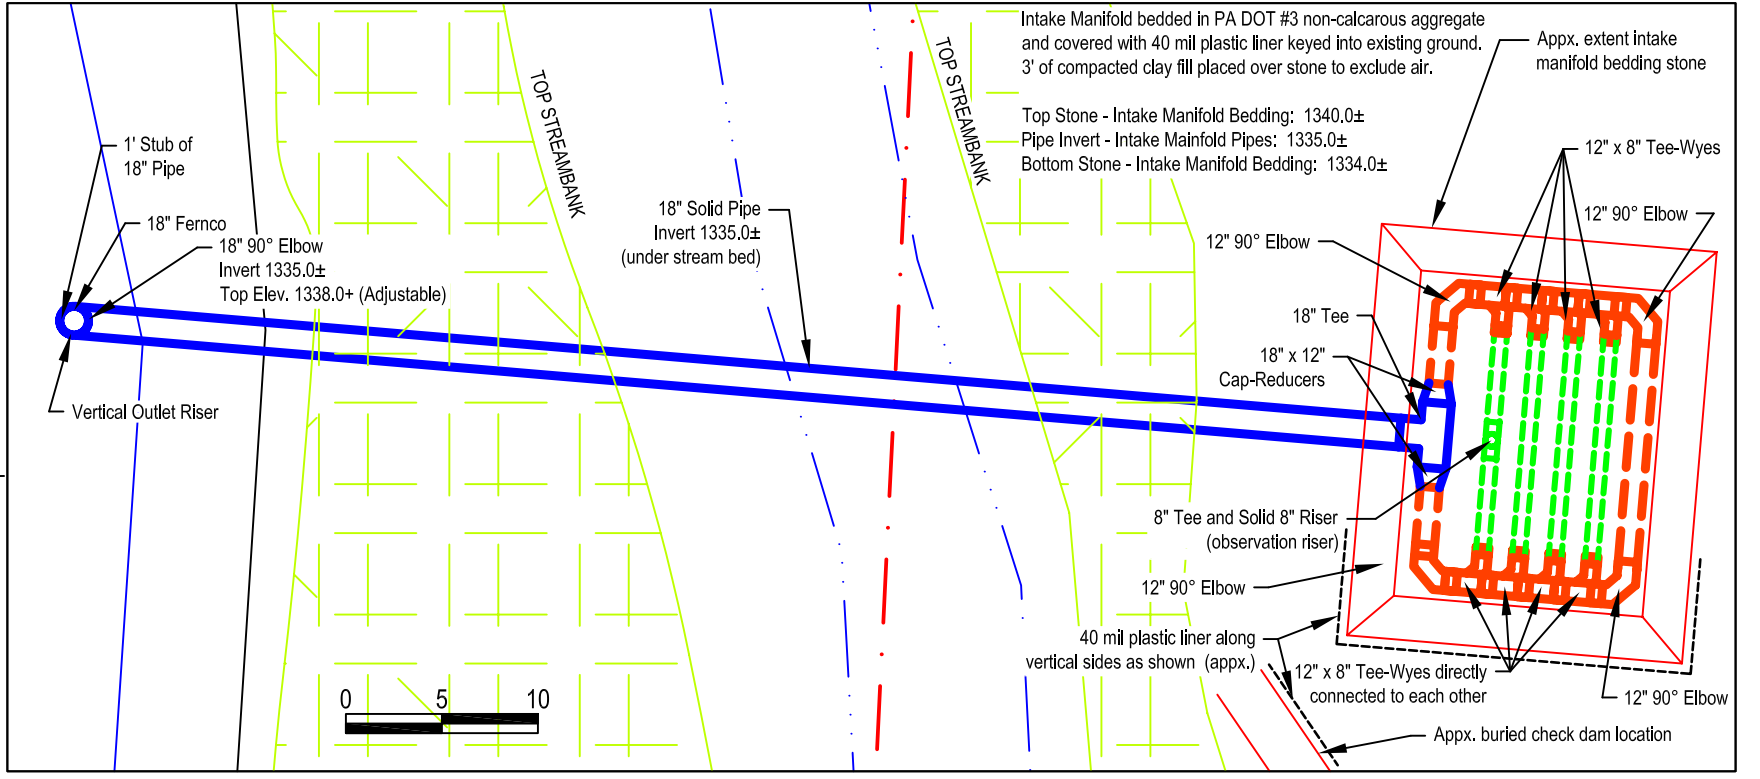 Intake Manifold bedded in PA DOT #3 non-calcarous aggregate
and covered with 40 mil plastic liner keyed into existing ground.
3' of compacted clay fill placed over stone to exclude air.
Top Stone - Intake Manifold Bedding: 1340.0±
Pipe Invert - Intake Mainfold Pipes: 1335.0±
Bottom Stone - Intake Manifold Bedding: 1334.0±
Appx. extent intake
manifold bedding stone
TOP STREAMBANK
TOP STREAMBANK
1' Stub of
18" Pipe
12" x 8" Tee-Wyes
18" Fernco
18" 90° Elbow
Invert 1335.0±
Top Elev. 1338.0+ (Adjustable)
18" Solid Pipe
Invert 1335.0±
(under stream bed)
12" 90° Elbow
12" 90° Elbow
18" Tee
18" x 12"
Cap-Reducers
Vertical Outlet Riser
8" Tee and Solid 8" Riser
(observation riser)
12" 90° Elbow
40 mil plastic liner along
vertical sides as shown (appx.)
12" x 8" Tee-Wyes directly
connected to each other
12" 90° Elbow
0 5 10
Appx. buried check dam location